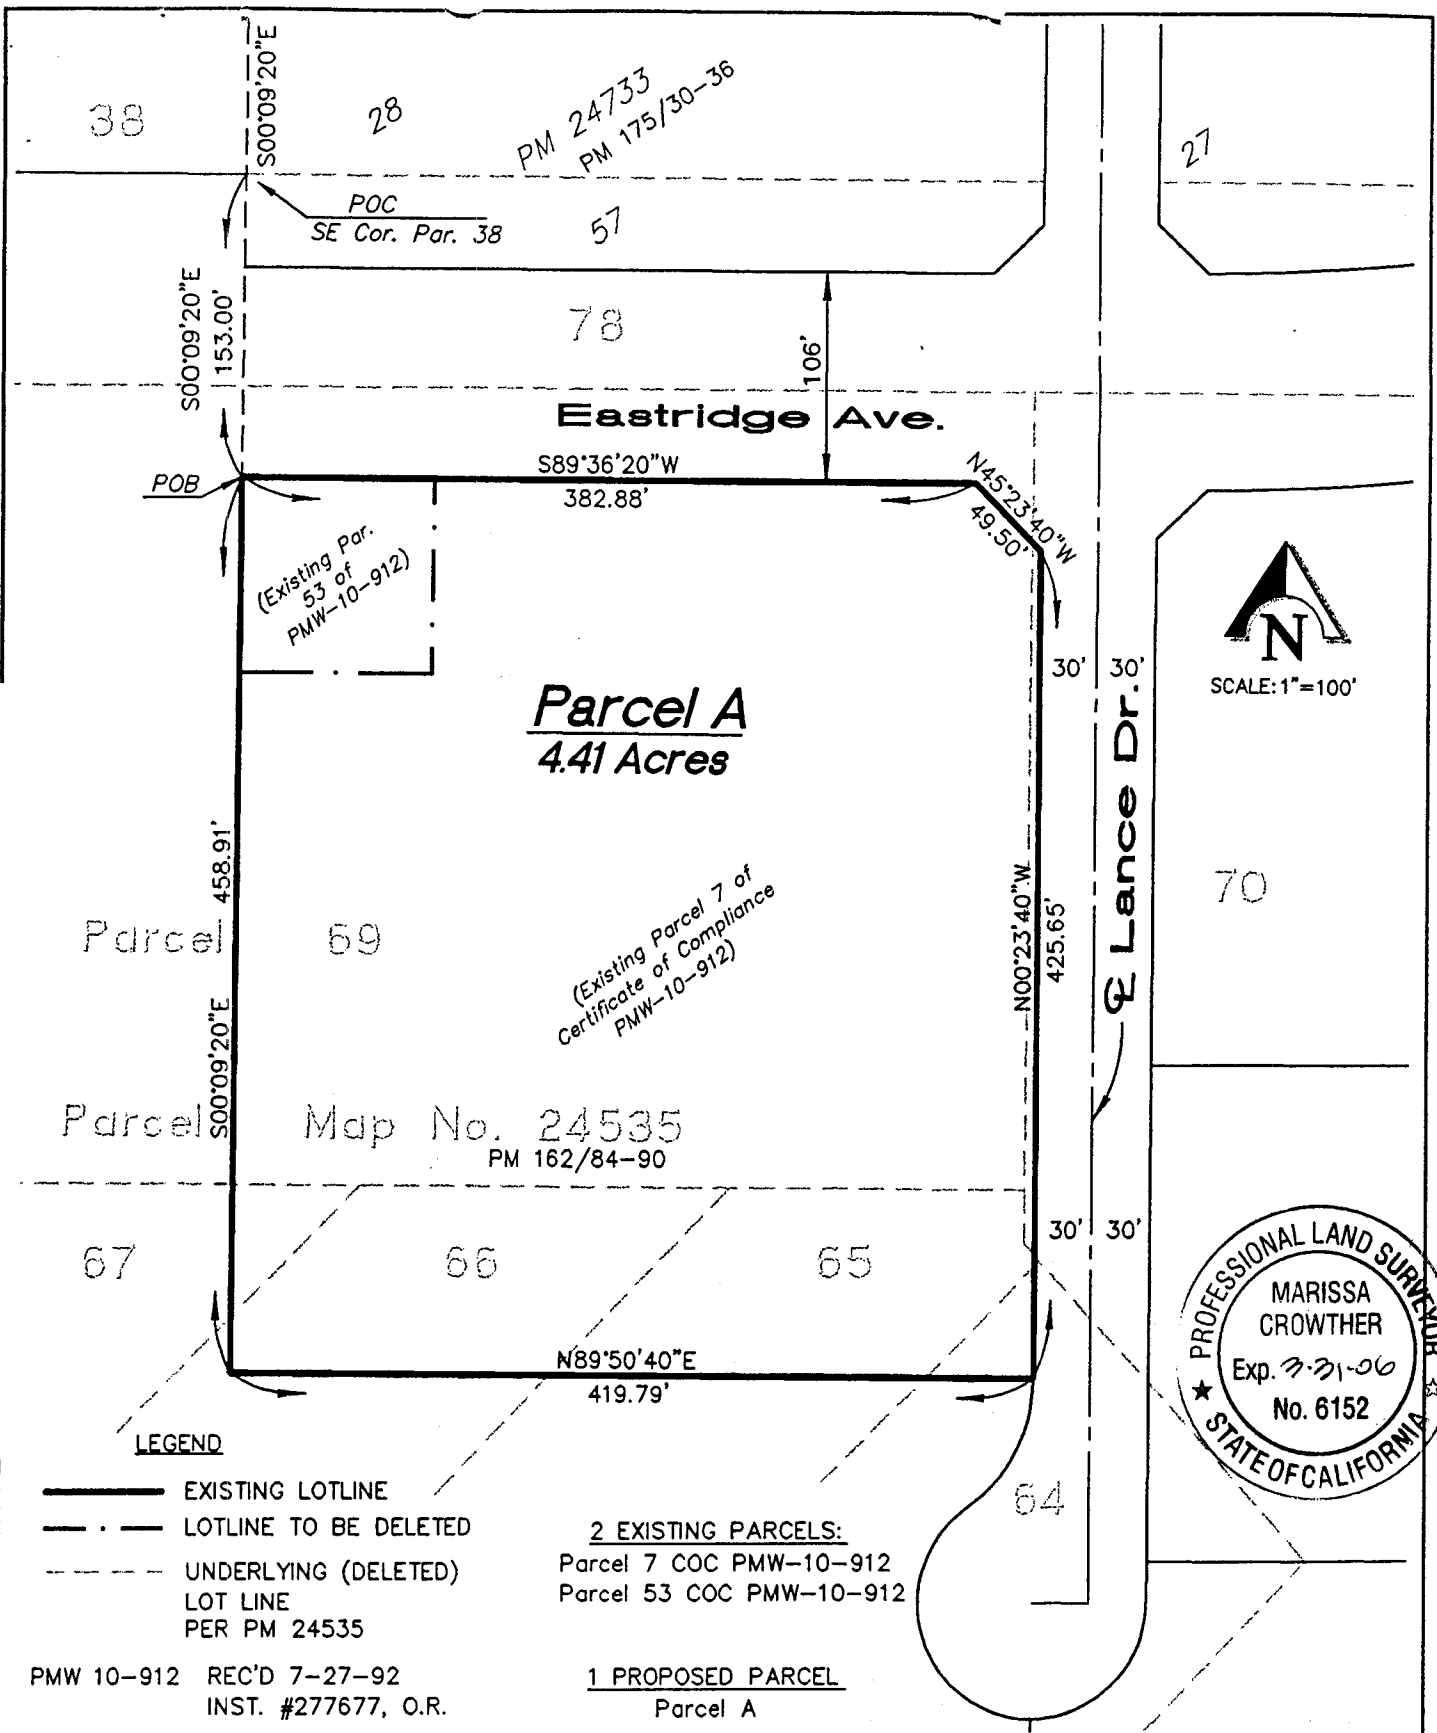 S00°09'20"E
38
28
PM 24733
PM 175/30-36
27
POC
SE Cor. Par. 38
57
S00°09'20"E
153.00'
78
106'
Eastridge Ave.
POB
S89°36'20"W
382.88'
N45°23'40"W
49.50'
(Existing Par.
53 of
PMW-10-912)
N
SCALE: 1"=100'
30'
30'
Parcel A
4.41 Acres
℄ Lance Dr.
458.91'
S00°09'20"E
Parcel 69
(Existing Parcel 7 of
Certificate of Compliance
PMW-10-912)
N00°23'40"W
425.65'
70
Parcel Map No. 24535
PM 162/84-90
67
66
65
30'
30'
N89°50'40"E
419.79'
PROFESSIONAL LAND SURVEYOR
MARISSA
CROWTHER
Exp. 3-31-06
No. 6152
STATE OF CALIFORNIA
64
LEGEND
EXISTING LOTLINE
LOTLINE TO BE DELETED
UNDERLYING (DELETED)
LOT LINE
PER PM 24535
PMW 10-912 REC'D 7-27-92
INST. #277677, O.R.
2 EXISTING PARCELS:
Parcel 7 COC PMW-10-912
Parcel 53 COC PMW-10-912
1 PROPOSED PARCEL
Parcel A